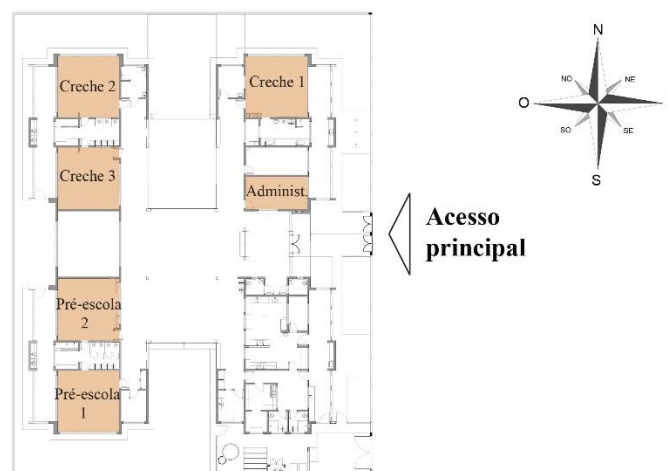 Creche 2
Creche 1
Creche 3
Administ.
Pré-escola
2
Pré-escola
1
Acesso
principal
N
NO
NE
O
SO
SE
S